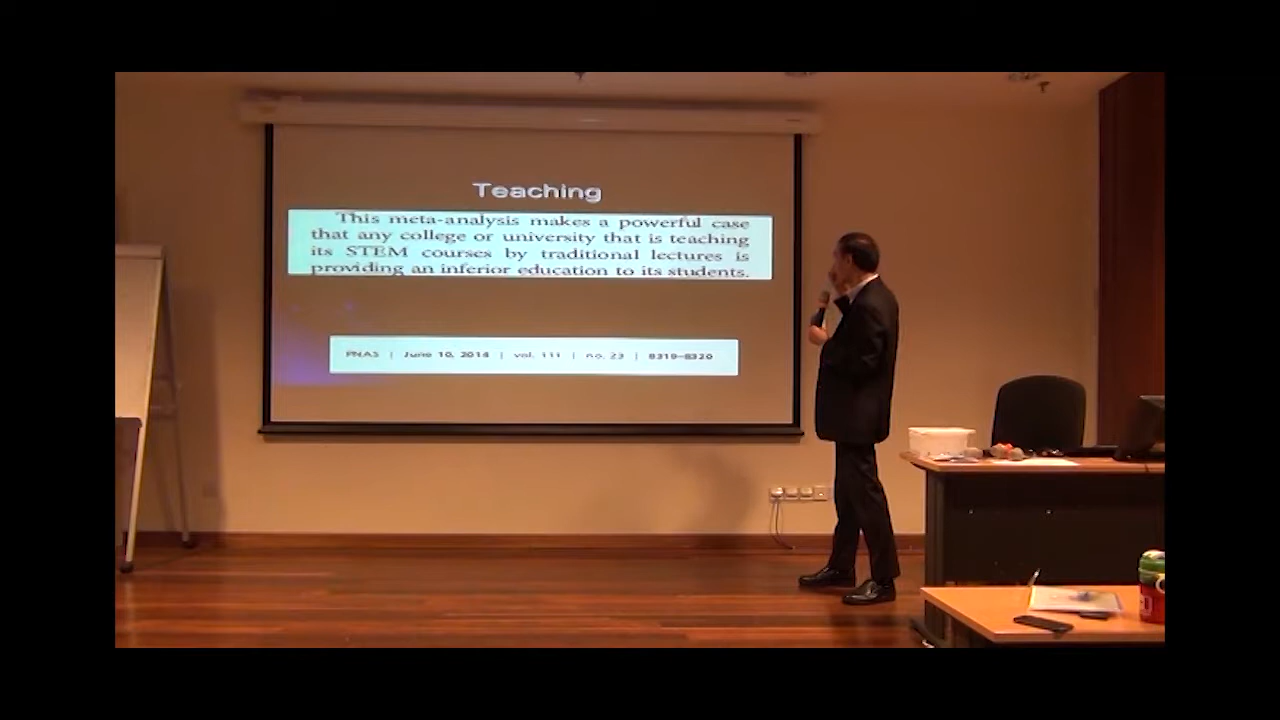 Teaching
This meta-analysis makes a powerful case
that any college or university that is teaching
its STEM courses by traditional lectures is
providing an inferior education to its students.
PNAS | June 10, 2014 | vol. 111 | no. 23 | 8319–8320